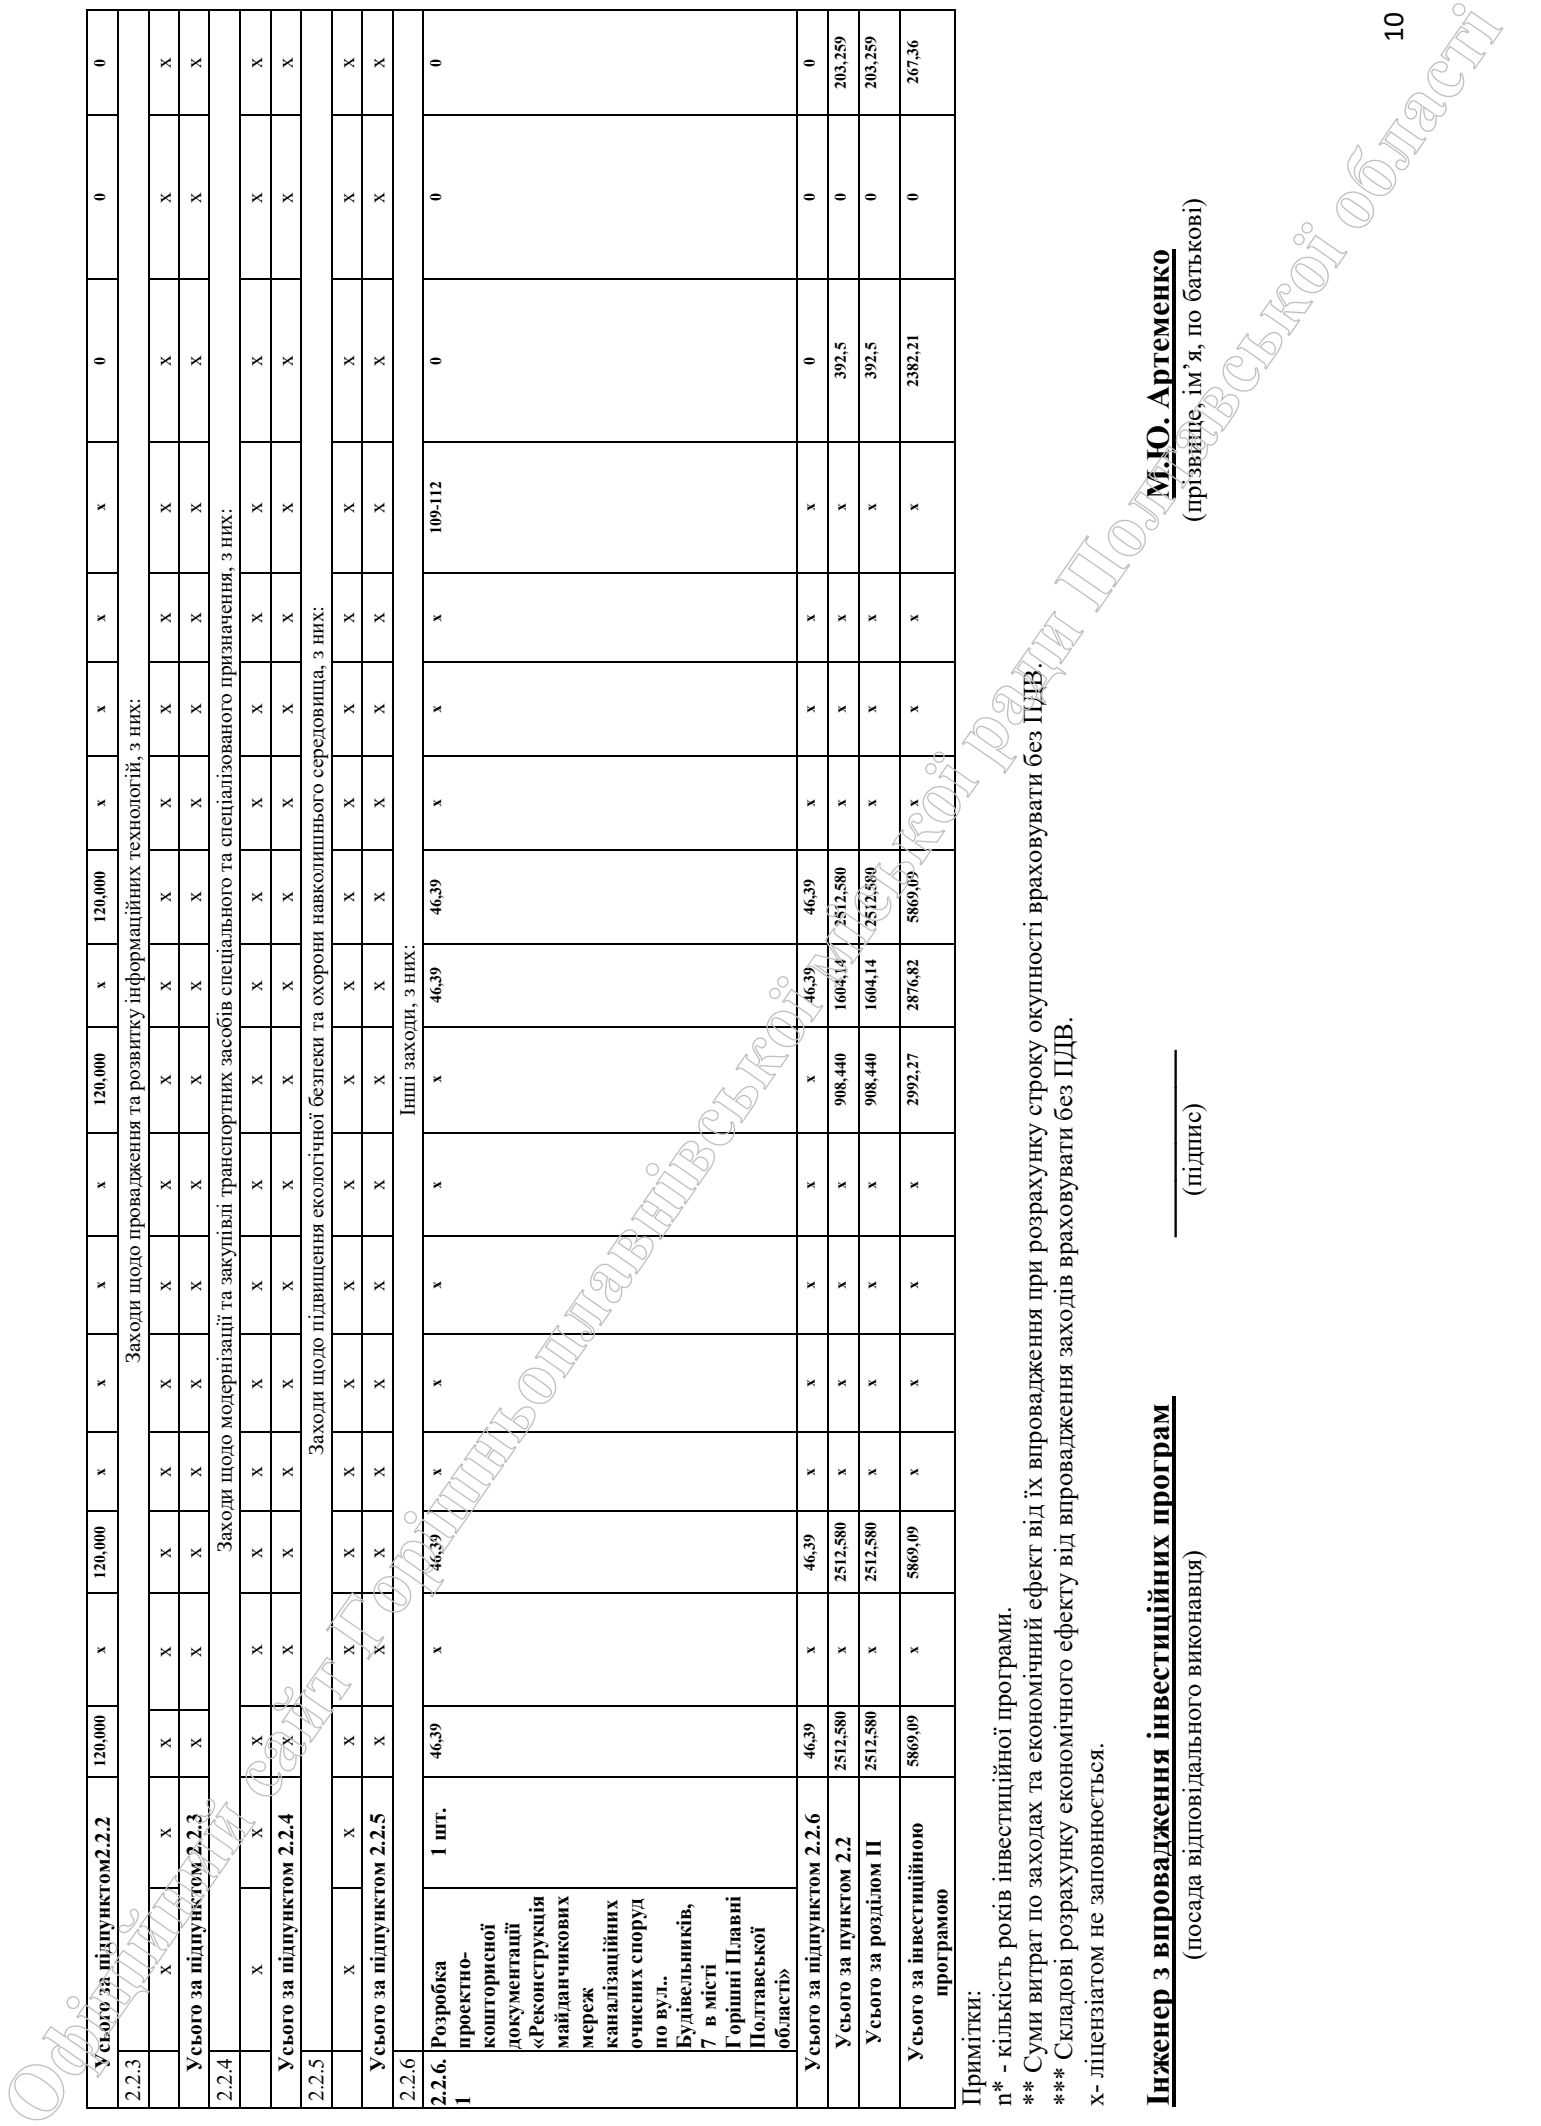 Усього за підпунктом2.2.2 120,000 х 120,000 х х х х 120,000 х 120,000 х х х х 0 0 0
2.2.3 Заходи щодо провадження та розвитку інформаційних технологій, з них:
х х х х х х х х х х х х х х х х х х х
Усього за підпунктом 2.2.3 х х х х х х х х х х х х х х х х х
2.2.4 Заходи щодо модернізації та закупівлі транспортних засобів спеціального та спеціалізованого призначення, з них:
х х х х х х х х х х х х х х х х х х х
Усього за підпунктом 2.2.4 х х х х х х х х х х х х х х х х х
2.2.5 Заходи щодо підвищення екологічної безпеки та охорони навколишнього середовища, з них:
х х х х х х х х х х х х х х х х х х х
Усього за підпунктом 2.2.5 х х х х х х х х х х х х х х х х х
2.2.6 Інші заходи, з них:
2.2.6. Розробка 1 шт. 46,39 х 46,39 х х х х х 46,39 46,39 х х х 109-112 0 0 0
1 проектно-
кошторисної
документації
«Реконструкція
майданчикових
мереж
каналізаційних
очисних споруд
по вул..
Будівельників,
7 в місті
Горішні Плавні
Полтавської
області»
Усього за підпунктом 2.2.6 46,39 х 46,39 х х х х х 46,39 46,39 х х х х 0 0 0
Усього за пунктом 2.2 2512,580 х 2512,580 х х х х 908,440 1604,14 2512,580 х х х х 392,5 0 203,259
Усього за розділом ІІ 2512,580 х 2512,580 х х х х 908,440 1604,14 2512,580 х х х х 392,5 0 203,259
Усього за інвестиційною 5869,09 х 5869,09 х х х х 2992,27 2876,82 5869,09 х х х х 2382,21 0 267,36
програмою
Примітки:
n* - кількість років інвестиційної програми.
** Суми витрат по заходах та економічний ефект від їх впровадження при розрахунку строку окупності враховувати без ПДВ.
*** Складові розрахунку економічного ефекту від впровадження заходів враховувати без ПДВ.
х- ліцензіатом не заповнюється.
Інженер з впровадження інвестиційних програм М.Ю. Артеменко
(посада відповідального виконавця) (підпис) (прізвище, ім’я, по батькові)
10
Офіційний сайт Горішньоплавнівської міської ради Полтавської області